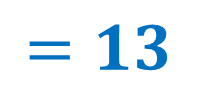 = 13